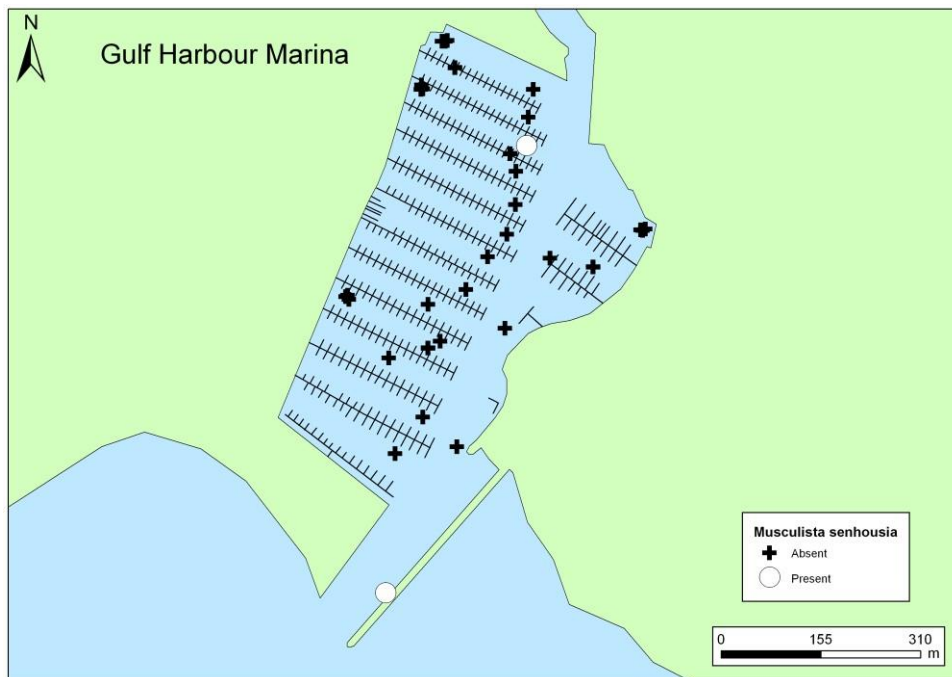 N
Gulf Harbour Marina
Musculista senhousia
Absent
Present
0 155 310
m